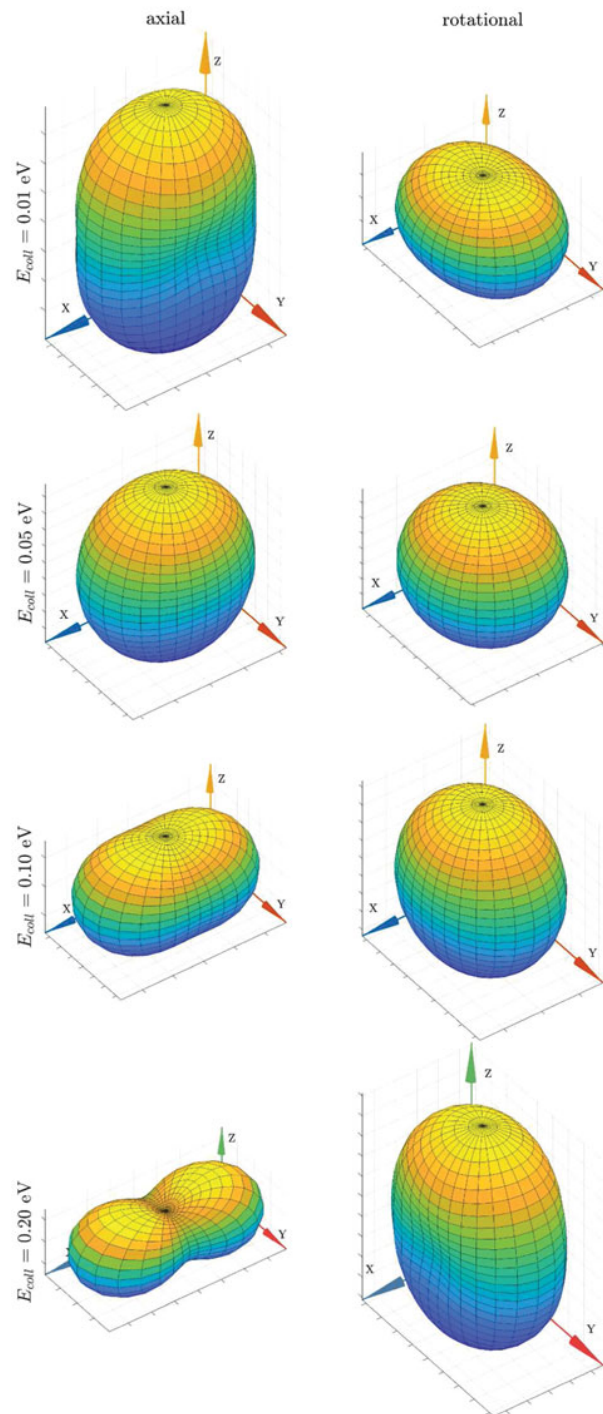 axial rotational
Z
Z
E_coll = 0.01 eV
X
X
Y
Y
Z
Z
E_coll = 0.05 eV
X
X
Y
Y
Z
Z
E_coll = 0.10 eV
X
X
Y
Y
Z
Z
E_coll = 0.20 eV
X
Y
Y